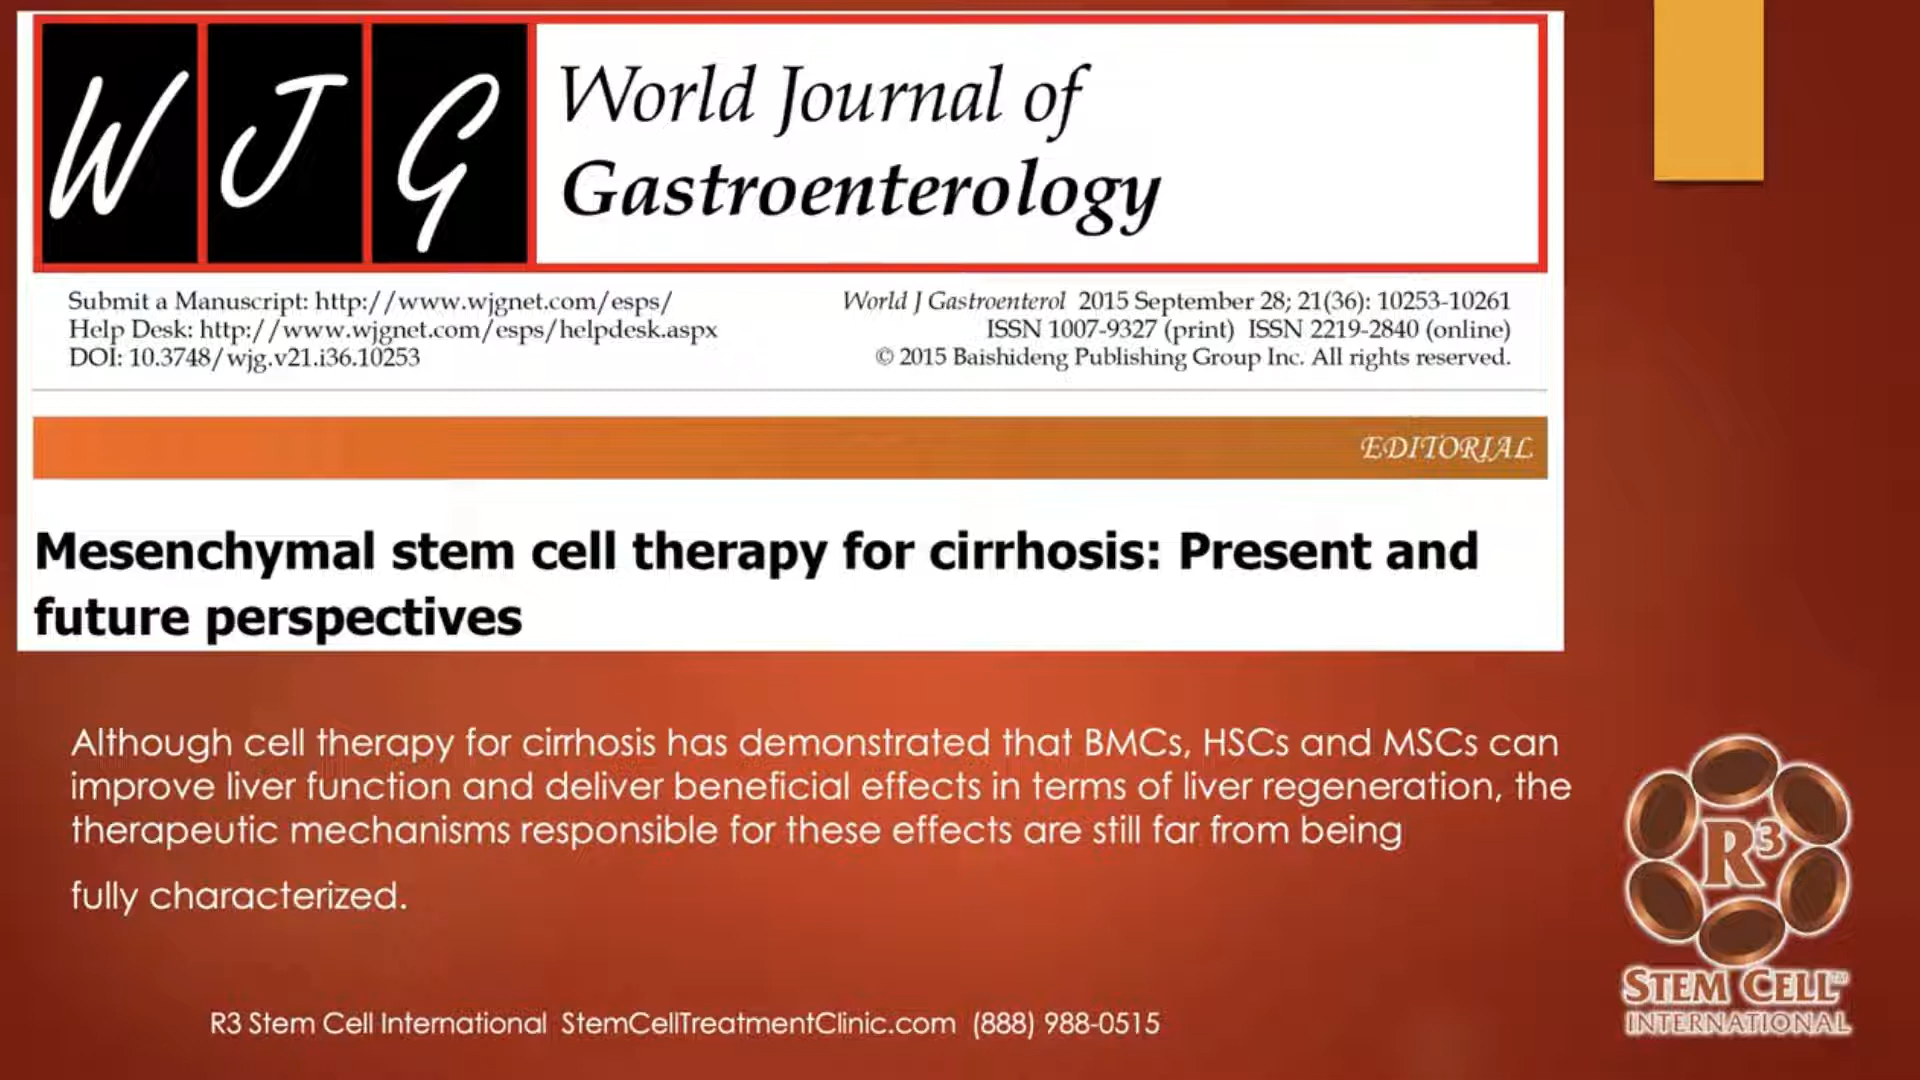 W J G
World Journal of
Gastroenterology
Submit a Manuscript: http://www.wjgnet.com/esps/
Help Desk: http://www.wjgnet.com/esps/helpdesk.aspx
DOI: 10.3748/wjg.v21.i36.10253
World J Gastroenterol 2015 September 28; 21(36): 10253-10261
ISSN 1007-9327 (print) ISSN 2219-2840 (online)
© 2015 Baishideng Publishing Group Inc. All rights reserved.
EDITORIAL
Mesenchymal stem cell therapy for cirrhosis: Present and
future perspectives
Although cell therapy for cirrhosis has demonstrated that BMCs, HSCs and MSCs can
improve liver function and deliver beneficial effects in terms of liver regeneration, the
therapeutic mechanisms responsible for these effects are still far from being
fully characterized.
R3 Stem Cell International StemCellTreatmentClinic.com (888) 988-0515
R³
STEM CELL™
INTERNATIONAL